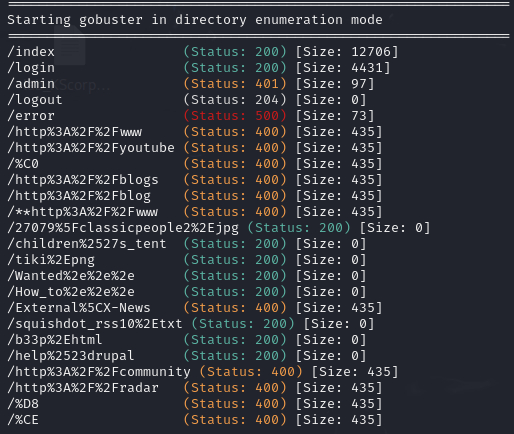 Starting gobuster in directory enumeration mode
/index (Status: 200) [Size: 12706]
/login (Status: 200) [Size: 4431]
/admin (Status: 401) [Size: 97]
/logout (Status: 204) [Size: 0]
/error (Status: 500) [Size: 73]
/http%3A%2F%2Fwww (Status: 400) [Size: 435]
/http%3A%2F%2Fyoutube (Status: 400) [Size: 435]
/%C0 (Status: 400) [Size: 435]
/http%3A%2F%2Fblogs (Status: 400) [Size: 435]
/http%3A%2F%2Fblog (Status: 400) [Size: 435]
/**http%3A%2F%2Fwww (Status: 400) [Size: 435]
/27079%5Fclassicpeople2%2Ejpg (Status: 200) [Size: 0]
/children%2527s_tent (Status: 200) [Size: 0]
/tiki%2Epng (Status: 200) [Size: 0]
/Wanted%2e%2e%2e (Status: 200) [Size: 0]
/How_to%2e%2e%2e (Status: 200) [Size: 0]
/External%5CX-News (Status: 400) [Size: 435]
/squishdot_rss10%2Etxt (Status: 200) [Size: 0]
/b33p%2Ehtml (Status: 200) [Size: 0]
/help%2523drupal (Status: 200) [Size: 0]
/http%3A%2F%2Fcommunity (Status: 400) [Size: 435]
/http%3A%2F%2Fradar (Status: 400) [Size: 435]
/%D8 (Status: 400) [Size: 435]
/%CE (Status: 400) [Size: 435]